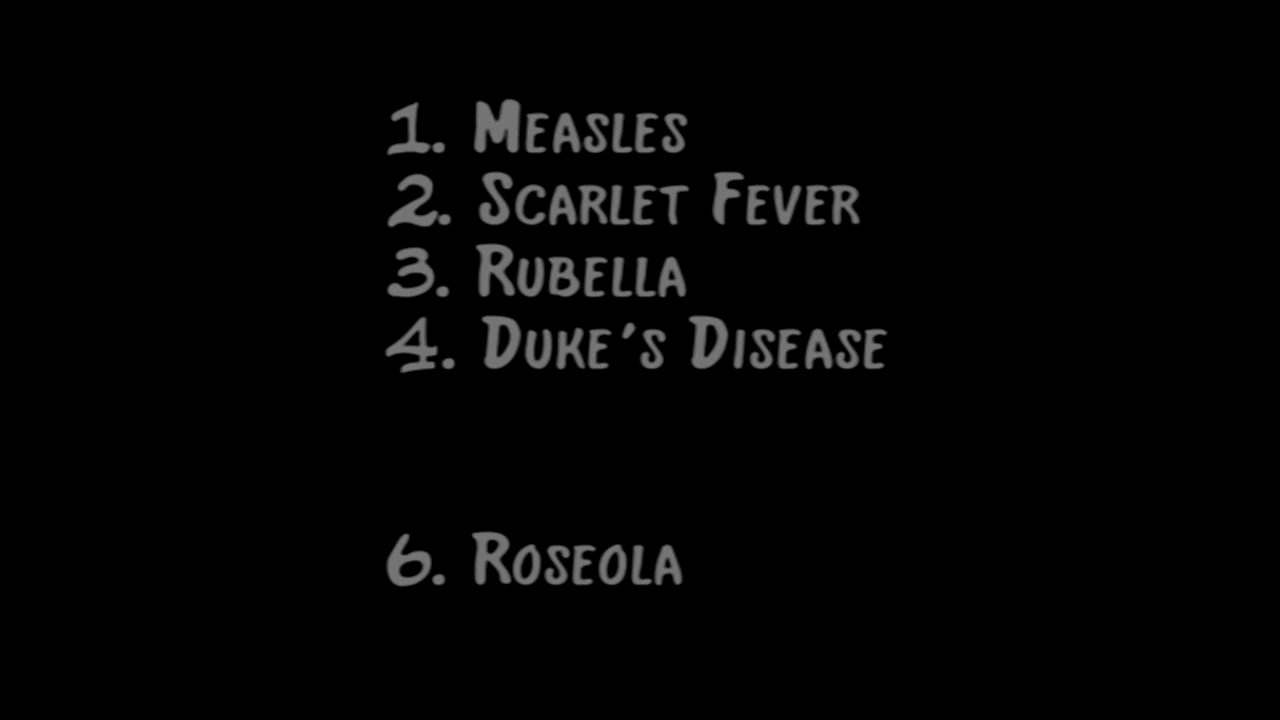 1. Measles
2. Scarlet Fever
3. Rubella
4. Duke's Disease
6. Roseola